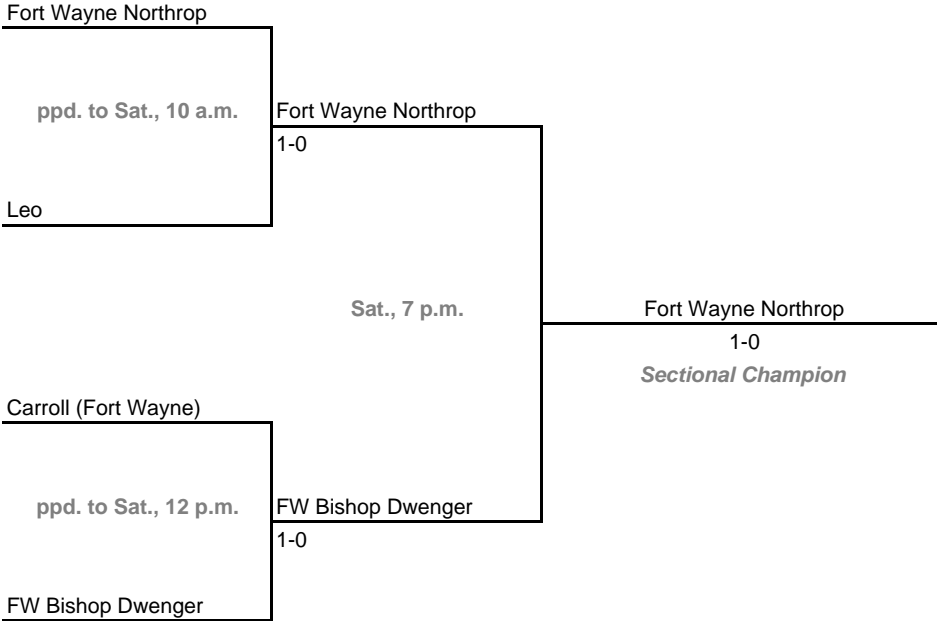 Fort Wayne Northrop
ppd. to Sat., 10 a.m.
Fort Wayne Northrop
1-0
Leo
Sat., 7 p.m.
Fort Wayne Northrop
1-0
Sectional Champion
Carroll (Fort Wayne)
ppd. to Sat., 12 p.m.
FW Bishop Dwenger
1-0
FW Bishop Dwenger